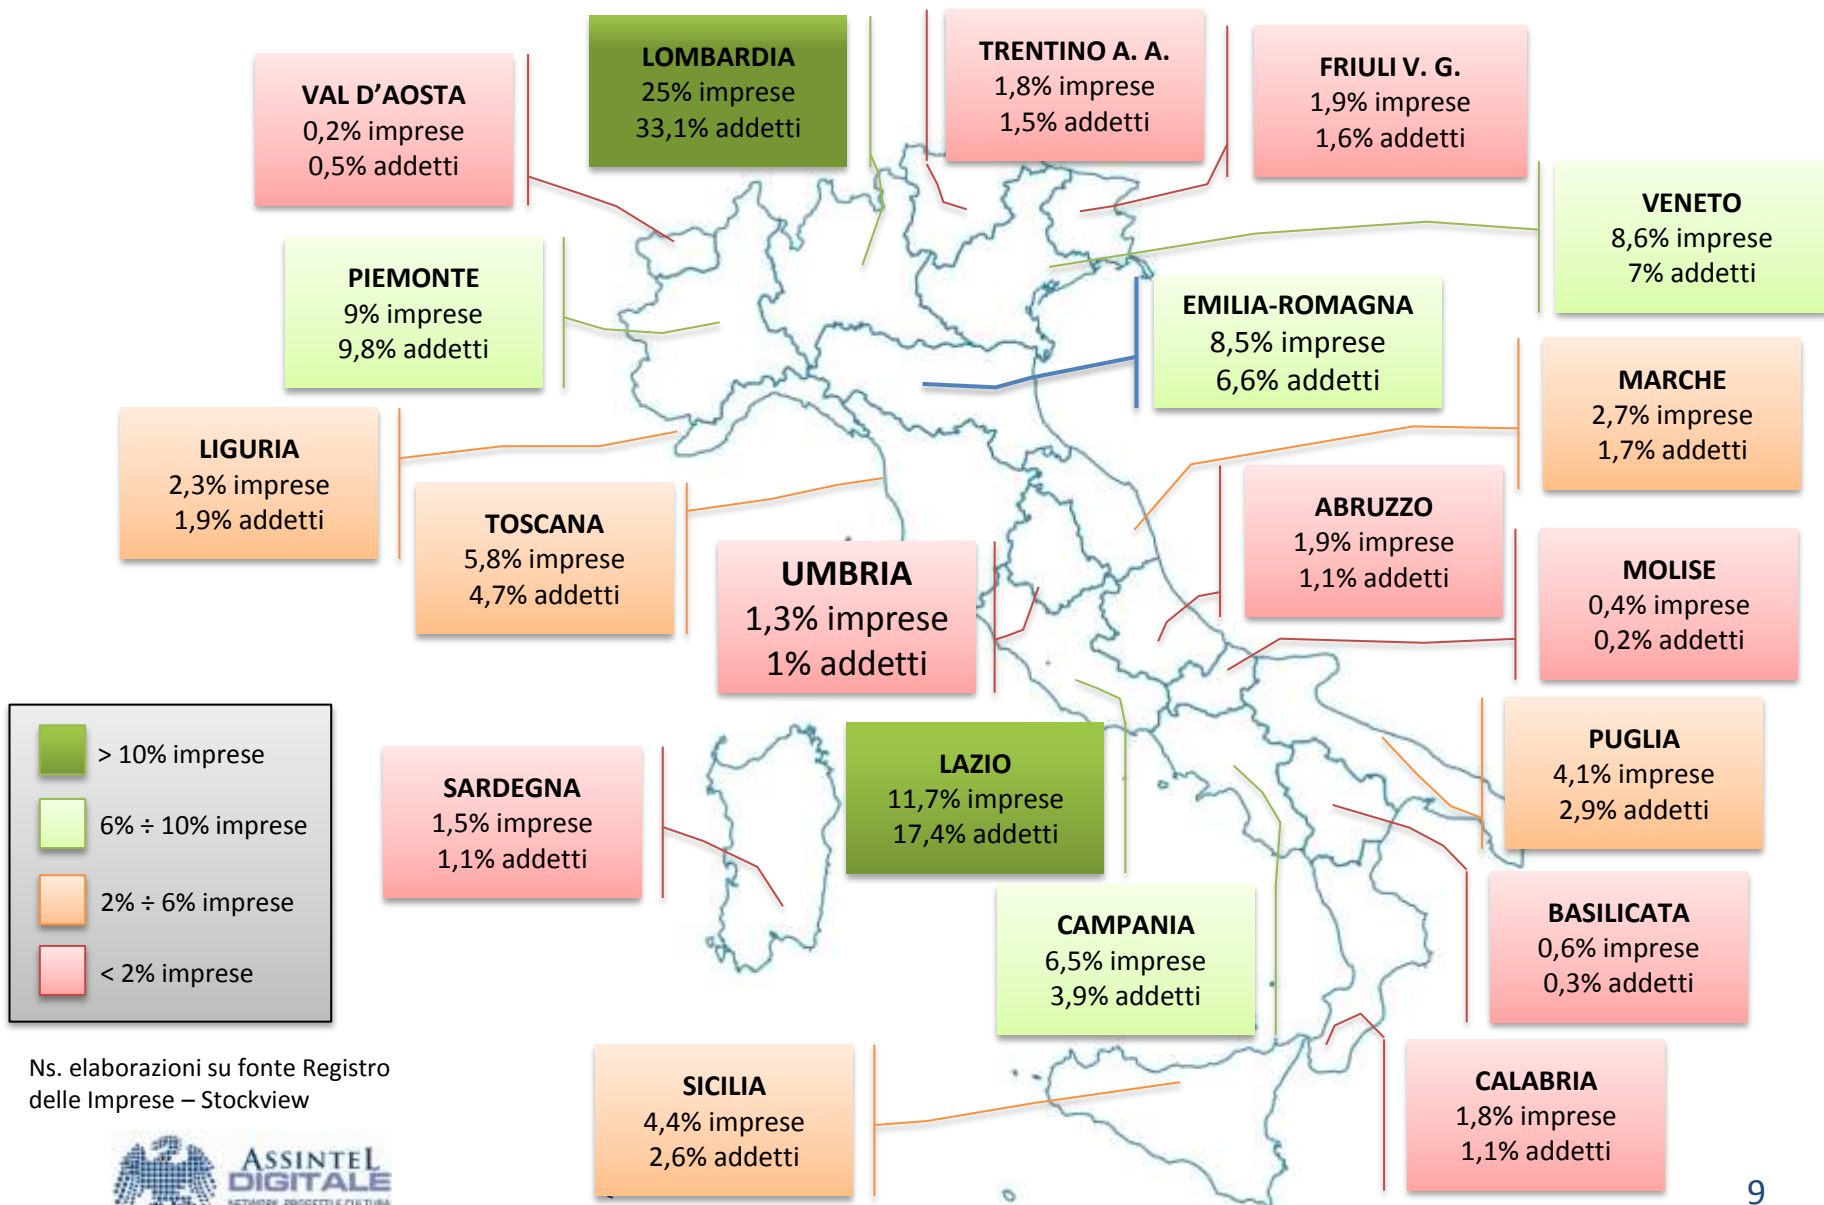 LOMBARDIA
25% imprese
33,1% addetti
TRENTINO A. A.
1,8% imprese
1,5% addetti
FRIULI V. G.
1,9% imprese
1,6% addetti
VAL D’AOSTA
0,2% imprese
0,5% addetti
VENETO
8,6% imprese
7% addetti
PIEMONTE
9% imprese
9,8% addetti
EMILIA-ROMAGNA
8,5% imprese
6,6% addetti
MARCHE
2,7% imprese
1,7% addetti
LIGURIA
2,3% imprese
1,9% addetti
TOSCANA
5,8% imprese
4,7% addetti
ABRUZZO
1,9% imprese
1,1% addetti
UMBRIA
1,3% imprese
1% addetti
MOLISE
0,4% imprese
0,2% addetti
PUGLIA
4,1% imprese
2,9% addetti
LAZIO
11,7% imprese
17,4% addetti
SARDEGNA
1,5% imprese
1,1% addetti
> 10% imprese
6% ÷ 10% imprese
2% ÷ 6% imprese
< 2% imprese
CAMPANIA
6,5% imprese
3,9% addetti
BASILICATA
0,6% imprese
0,3% addetti
SICILIA
4,4% imprese
2,6% addetti
CALABRIA
1,8% imprese
1,1% addetti
Ns. elaborazioni su fonte Registro
delle Imprese – Stockview
ASSINTEL
DIGITALE
NETWORK, PROGETTI E CULTURA
9